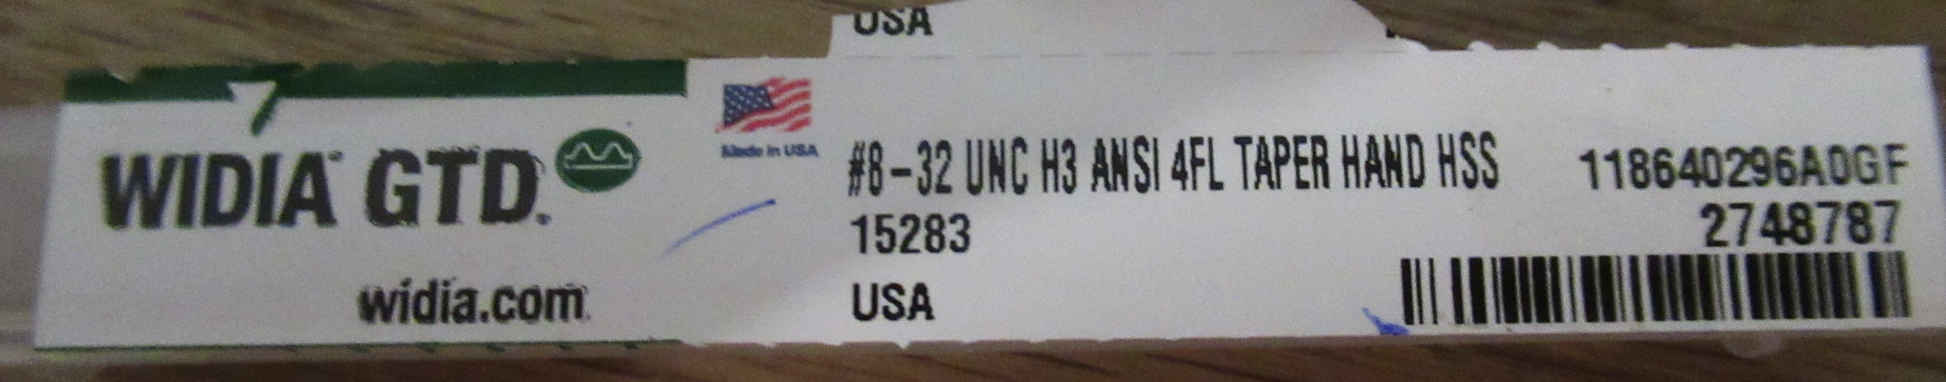 USA
WIDIA GTD
widia.com
Made in USA
#8-32 UNC H3 ANSI 4FL TAPER HAND HSS
15283
USA
118640296A0GF
2748787